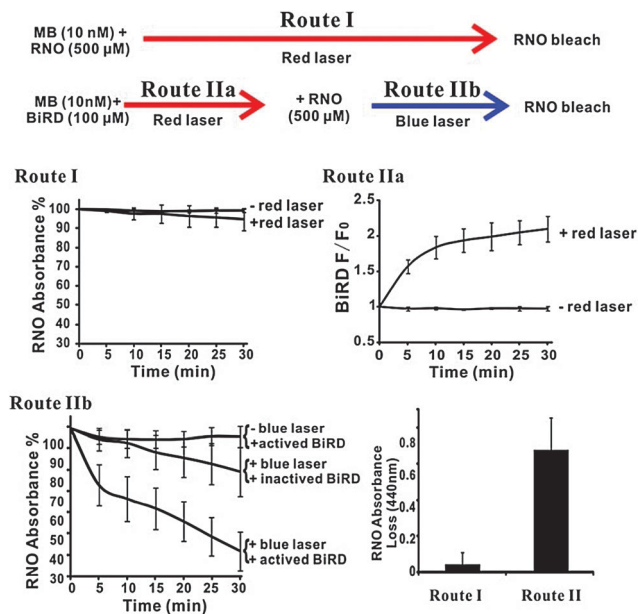 Route I
MB (10 nM) +
RNO (500 µM)
Red laser
RNO bleach
Route IIa
Route IIb
MB (10nM)+
BiRD (100 µM)
Red laser
+ RNO
(500 µM)
Blue laser
RNO bleach
Route I
RNO Absorbance %
100
90
80
70
60
50
40
30
- red laser
+red laser
0 5 10 15 20 25 30
Time (min)
Route IIa
BiRD F/F0
2.5
2
1.5
1
0.5
+ red laser
- red laser
0 5 10 15 20 25 30
Time (min)
Route IIb
RNO Absorbance %
100
90
80
70
60
50
40
30
- blue laser
+actived BiRD
+ blue laser
+ inactived BiRD
+ blue laser
+ actived BiRD
0 5 10 15 20 25 30
Time (min)
RNO Absorbance
Loss (440nm)
0.8
0.6
0.4
0.2
0
Route I Route II